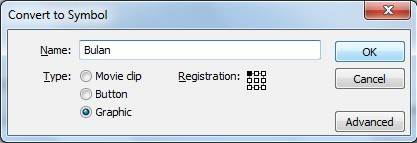 Convert to Symbol
Name: Bulan
OK
Type: Movie clip
Registration:
Cancel
Button
Graphic
Advanced